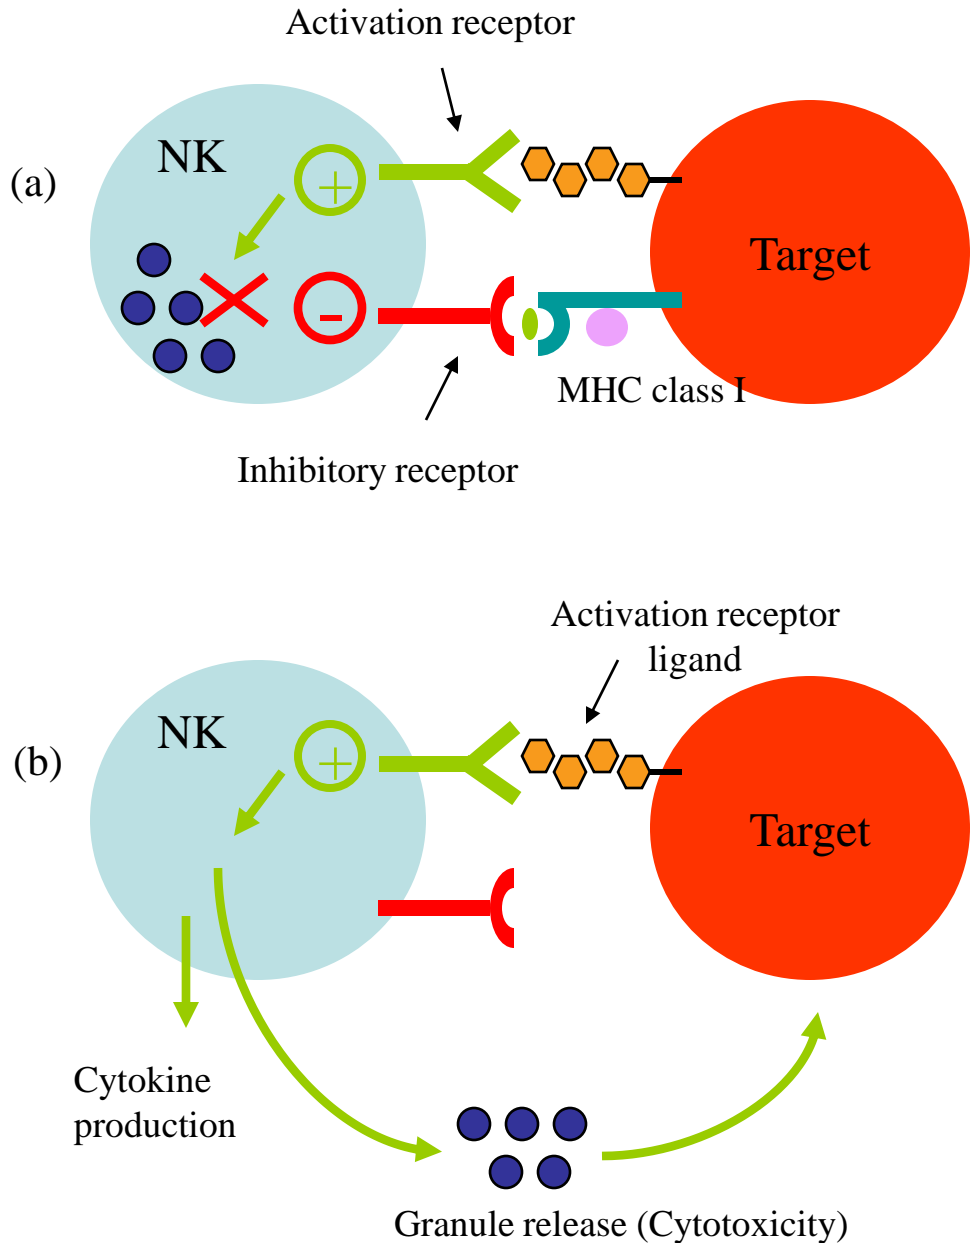 Activation receptor
(a)
NK
+
Target
-
MHC class I
Inhibitory receptor
Activation receptor
ligand
(b)
NK
+
Target
Cytokine
production
Granule release (Cytotoxicity)